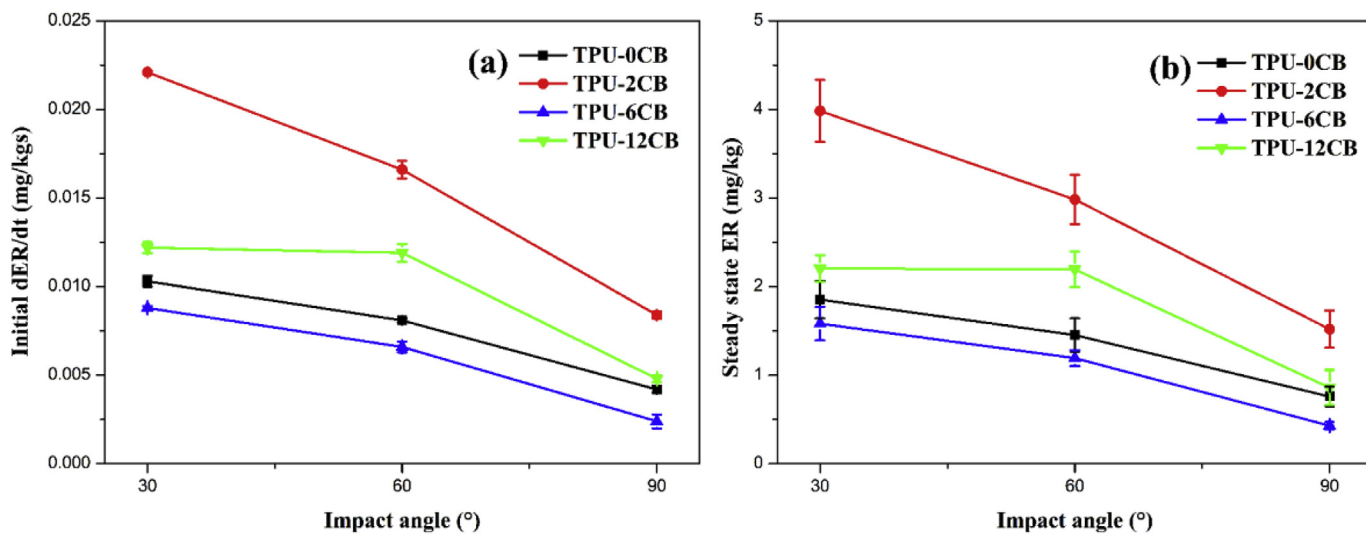 Initial dER/dt (mg/kgs)
0.025
0.020
0.015
0.010
0.005
0.000
(a)
TPU-0CB
TPU-2CB
TPU-6CB
TPU-12CB
30
60
90
Impact angle (°)
Steady state ER (mg/kg)
5
4
3
2
1
0
(b)
TPU-0CB
TPU-2CB
TPU-6CB
TPU-12CB
30
60
90
Impact angle (°)